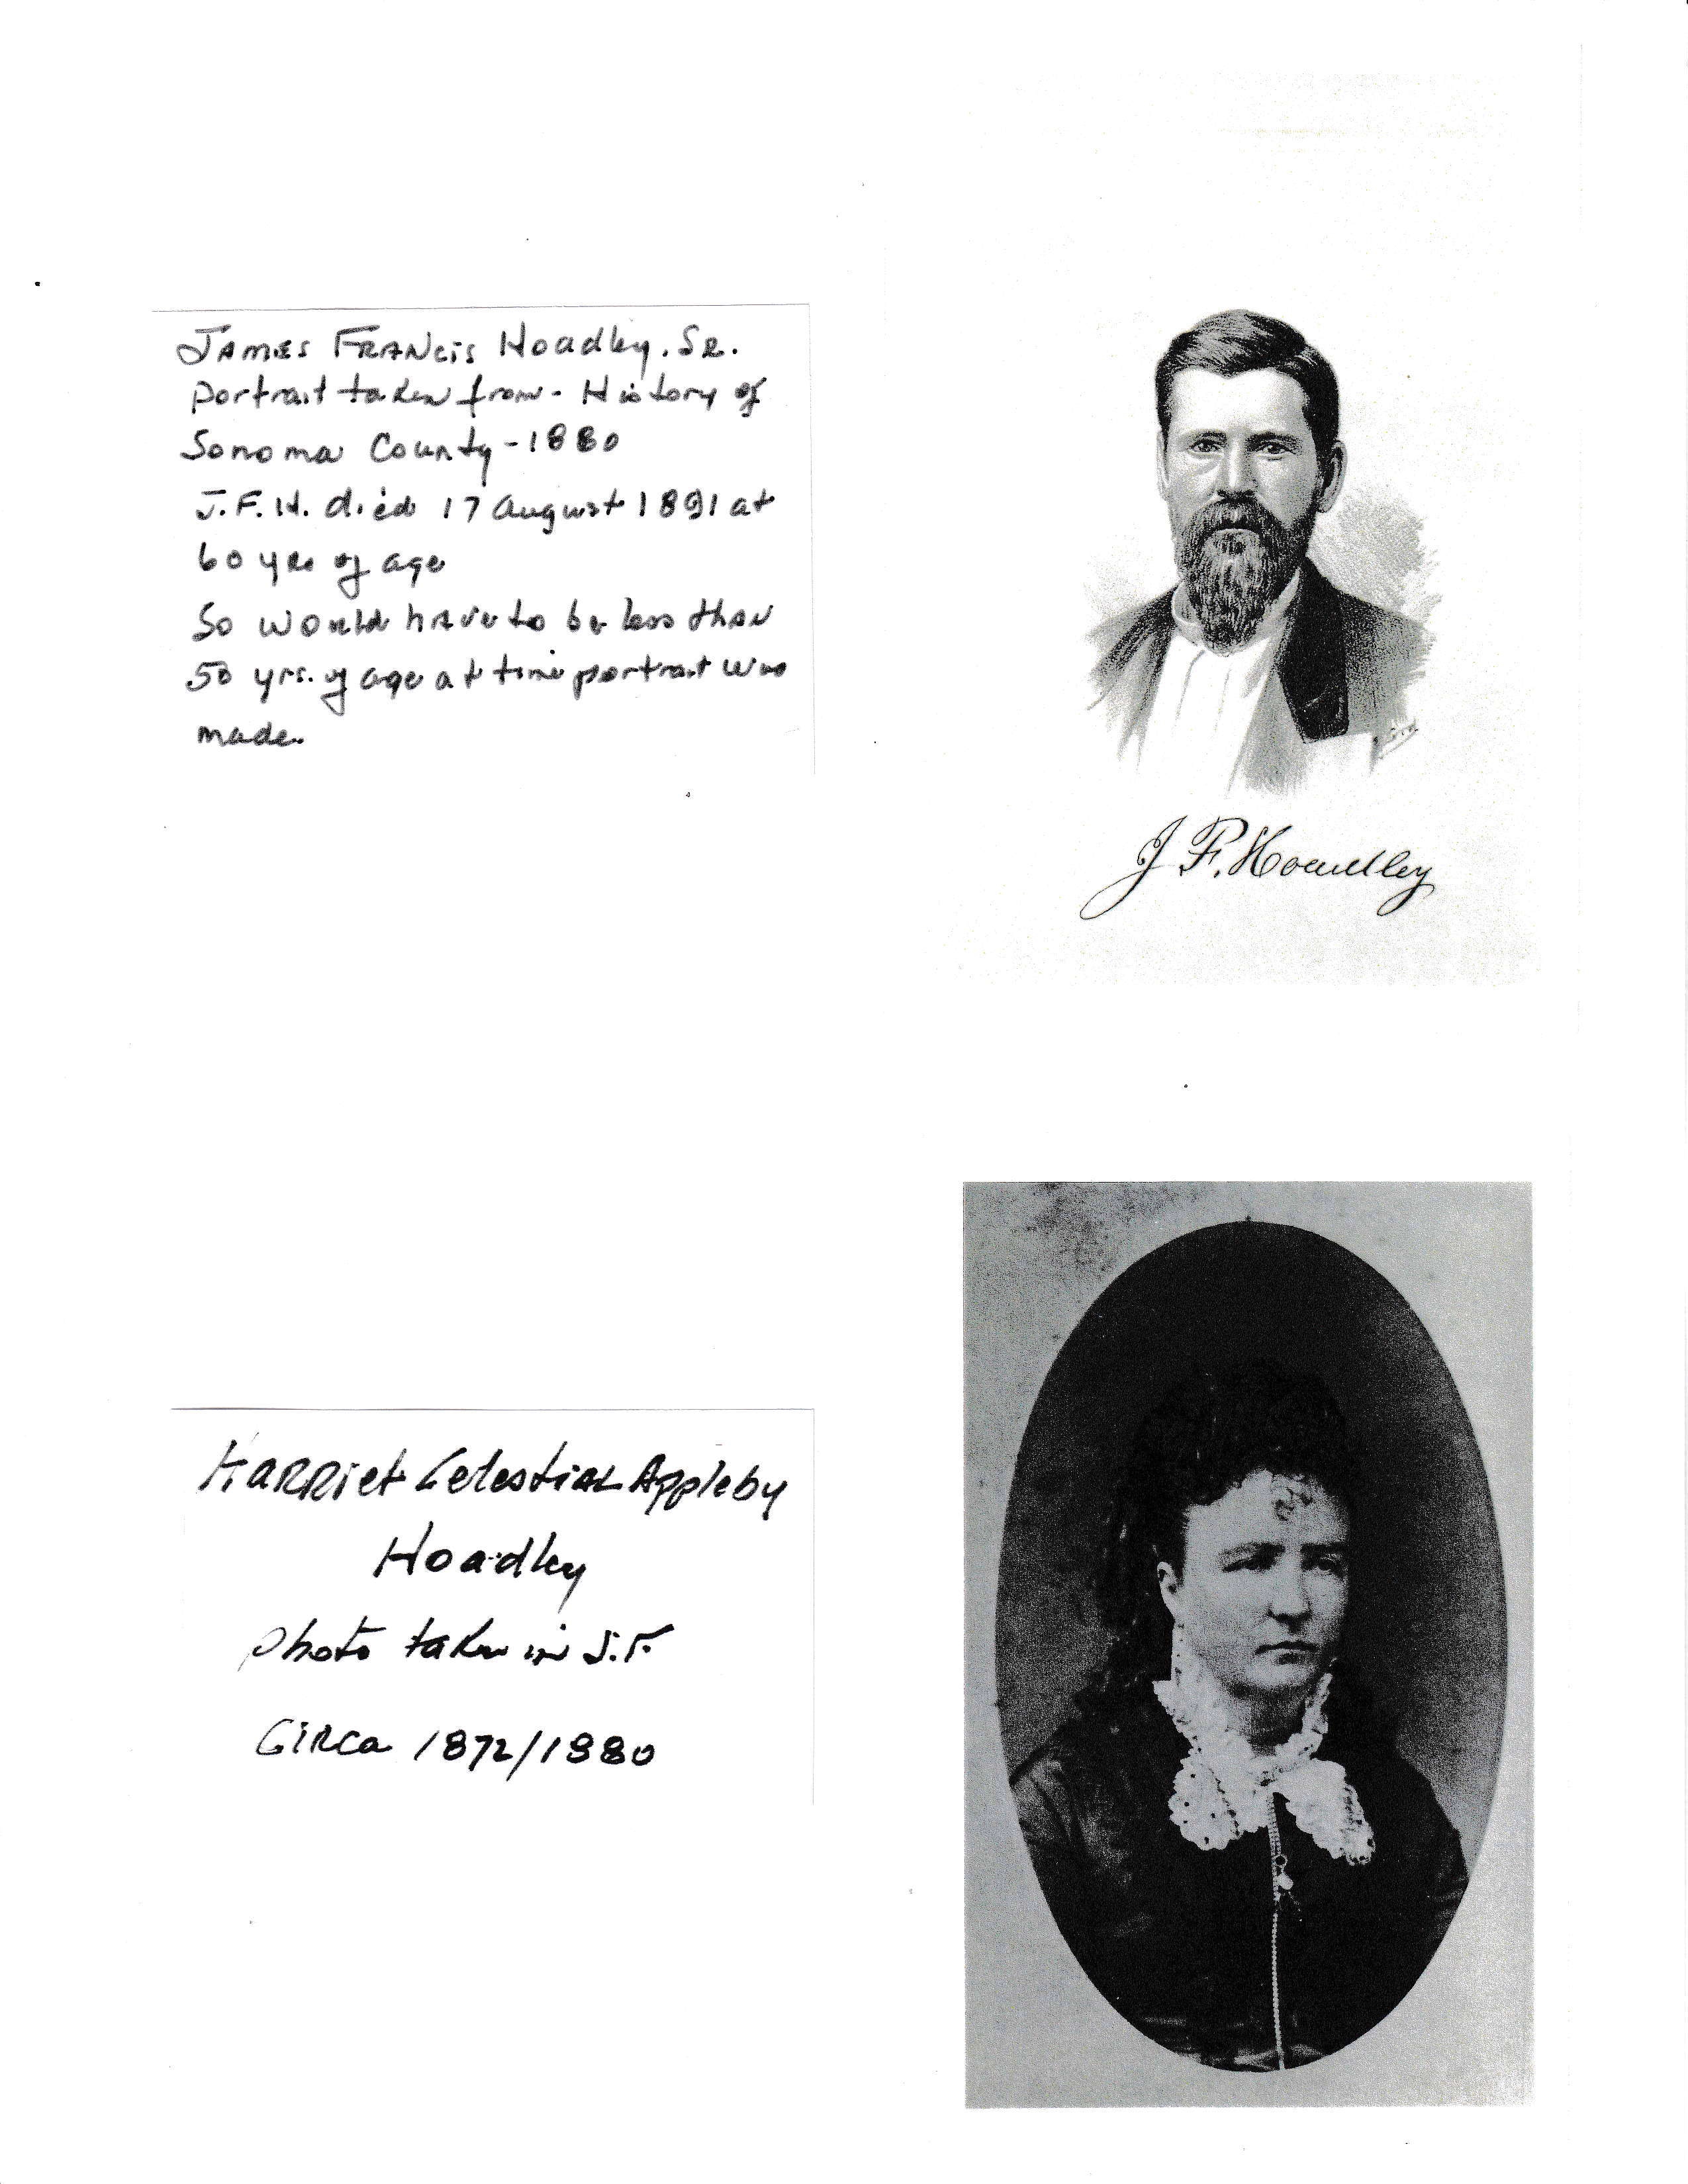 JAMES FRANCIS Hoadley, SR.
portrait taken from - History of
Sonoma County - 1880
J.F.H. died 17 August 1891 at
60 yrs of age
So would have to be less than
50 yrs. of age at time portrait was
made.
J F. Hoadley
HARRiet Celestial Appleby
Hoadley
photo taken in S.F.
CiRca 1872/1880